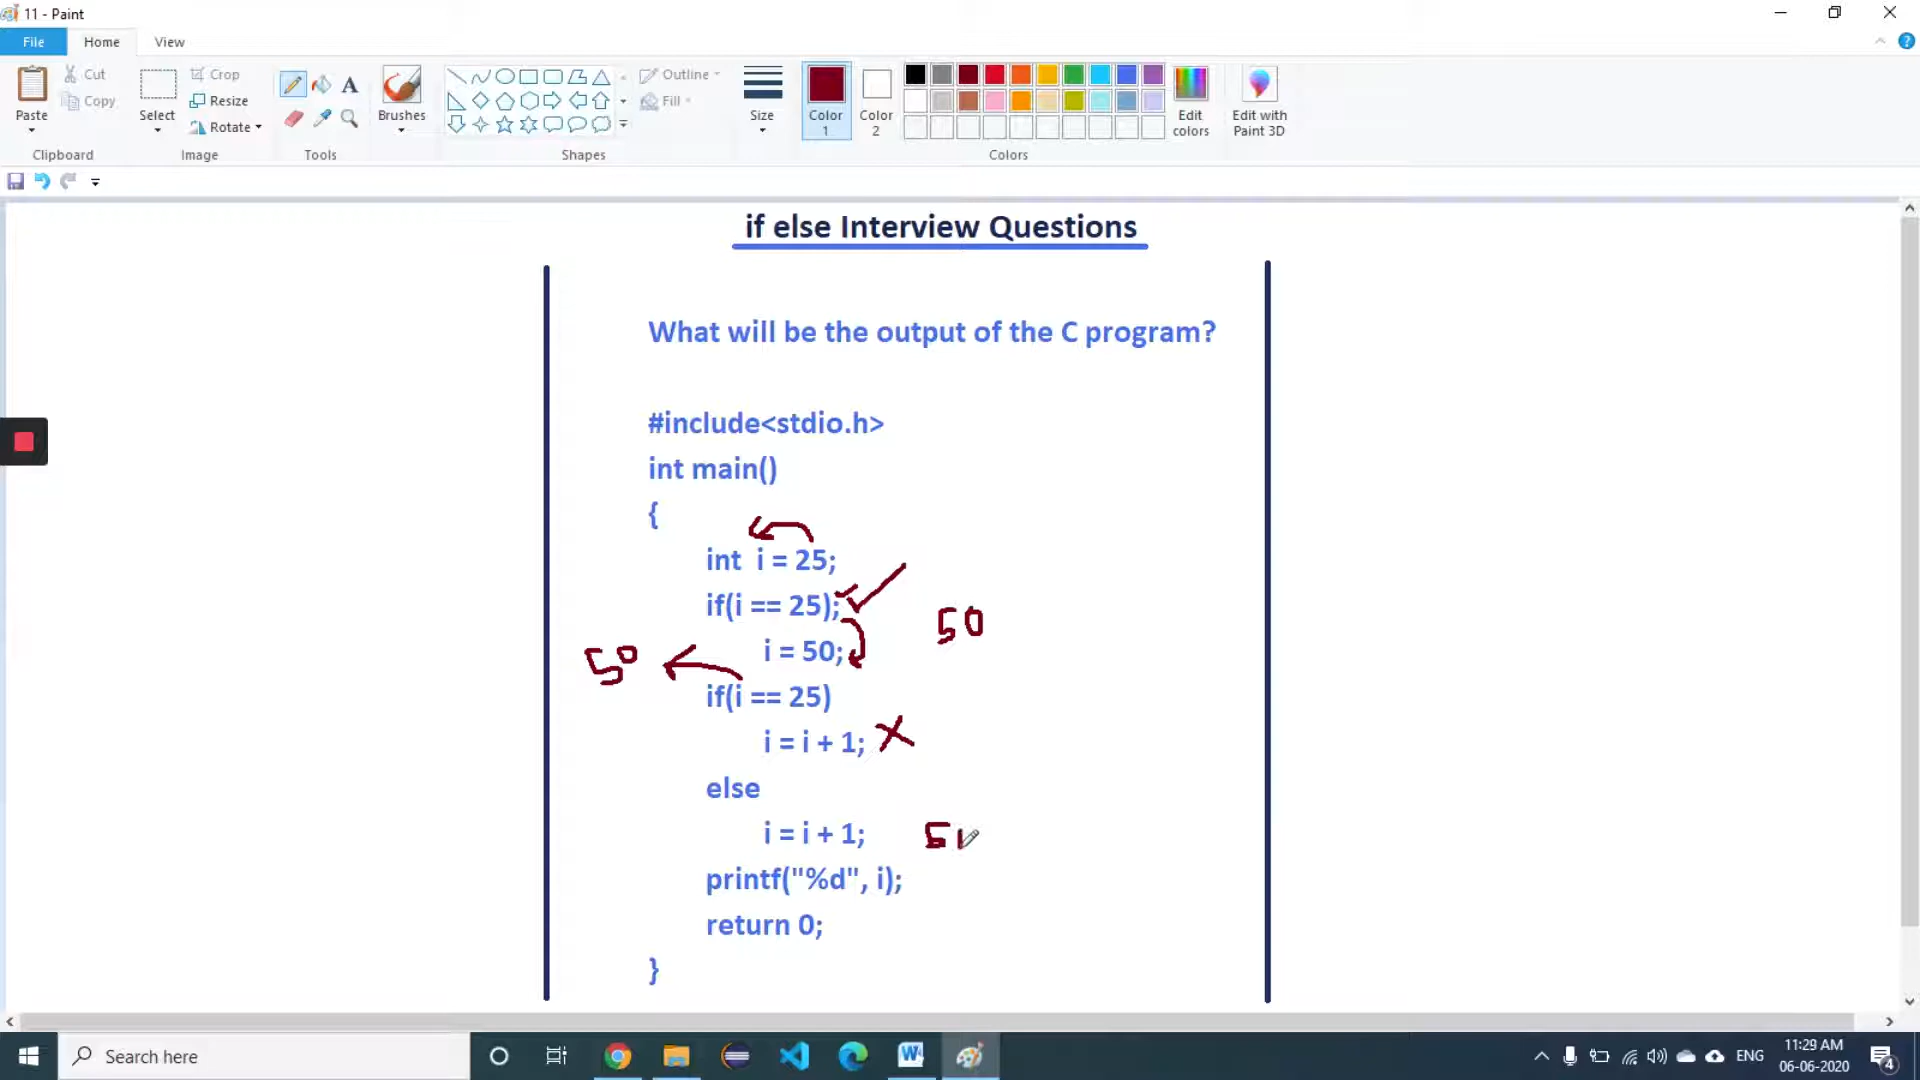 11 - Paint
File Home View
Paste
Cut
Copy
Clipboard
Select
Crop
Resize
Rotate
Image
A
Tools
Brushes
Outline
Fill
Shapes
Size
Color 1
Color 2
Edit colors
Edit with Paint 3D
Colors
if else Interview Questions
What will be the output of the C program?
#include<stdio.h>
int main()
{
int i = 25;
if(i == 25);
50
i = 50;
50
if(i == 25)
i = i + 1;
else
i = i + 1; 51
printf("%d", i);
return 0;
}
Search here
ENG
11:29 AM
06-06-2020
4